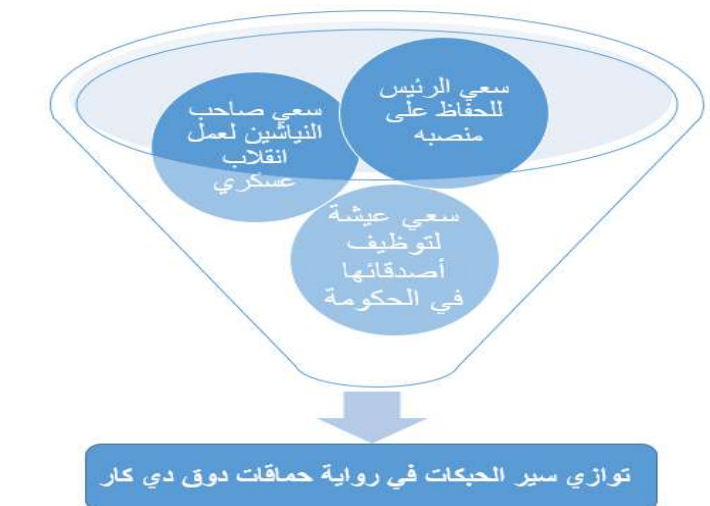 سعي الرئيس
للحفاظ على
منصبه
سعي صاحب
النياشين لعمل
انقلاب
عسكري
سعي عيشة
لتوظيف
أصدقائها
في الحكومة
توازي سير الحبكات في رواية حماقات دوق دي كار